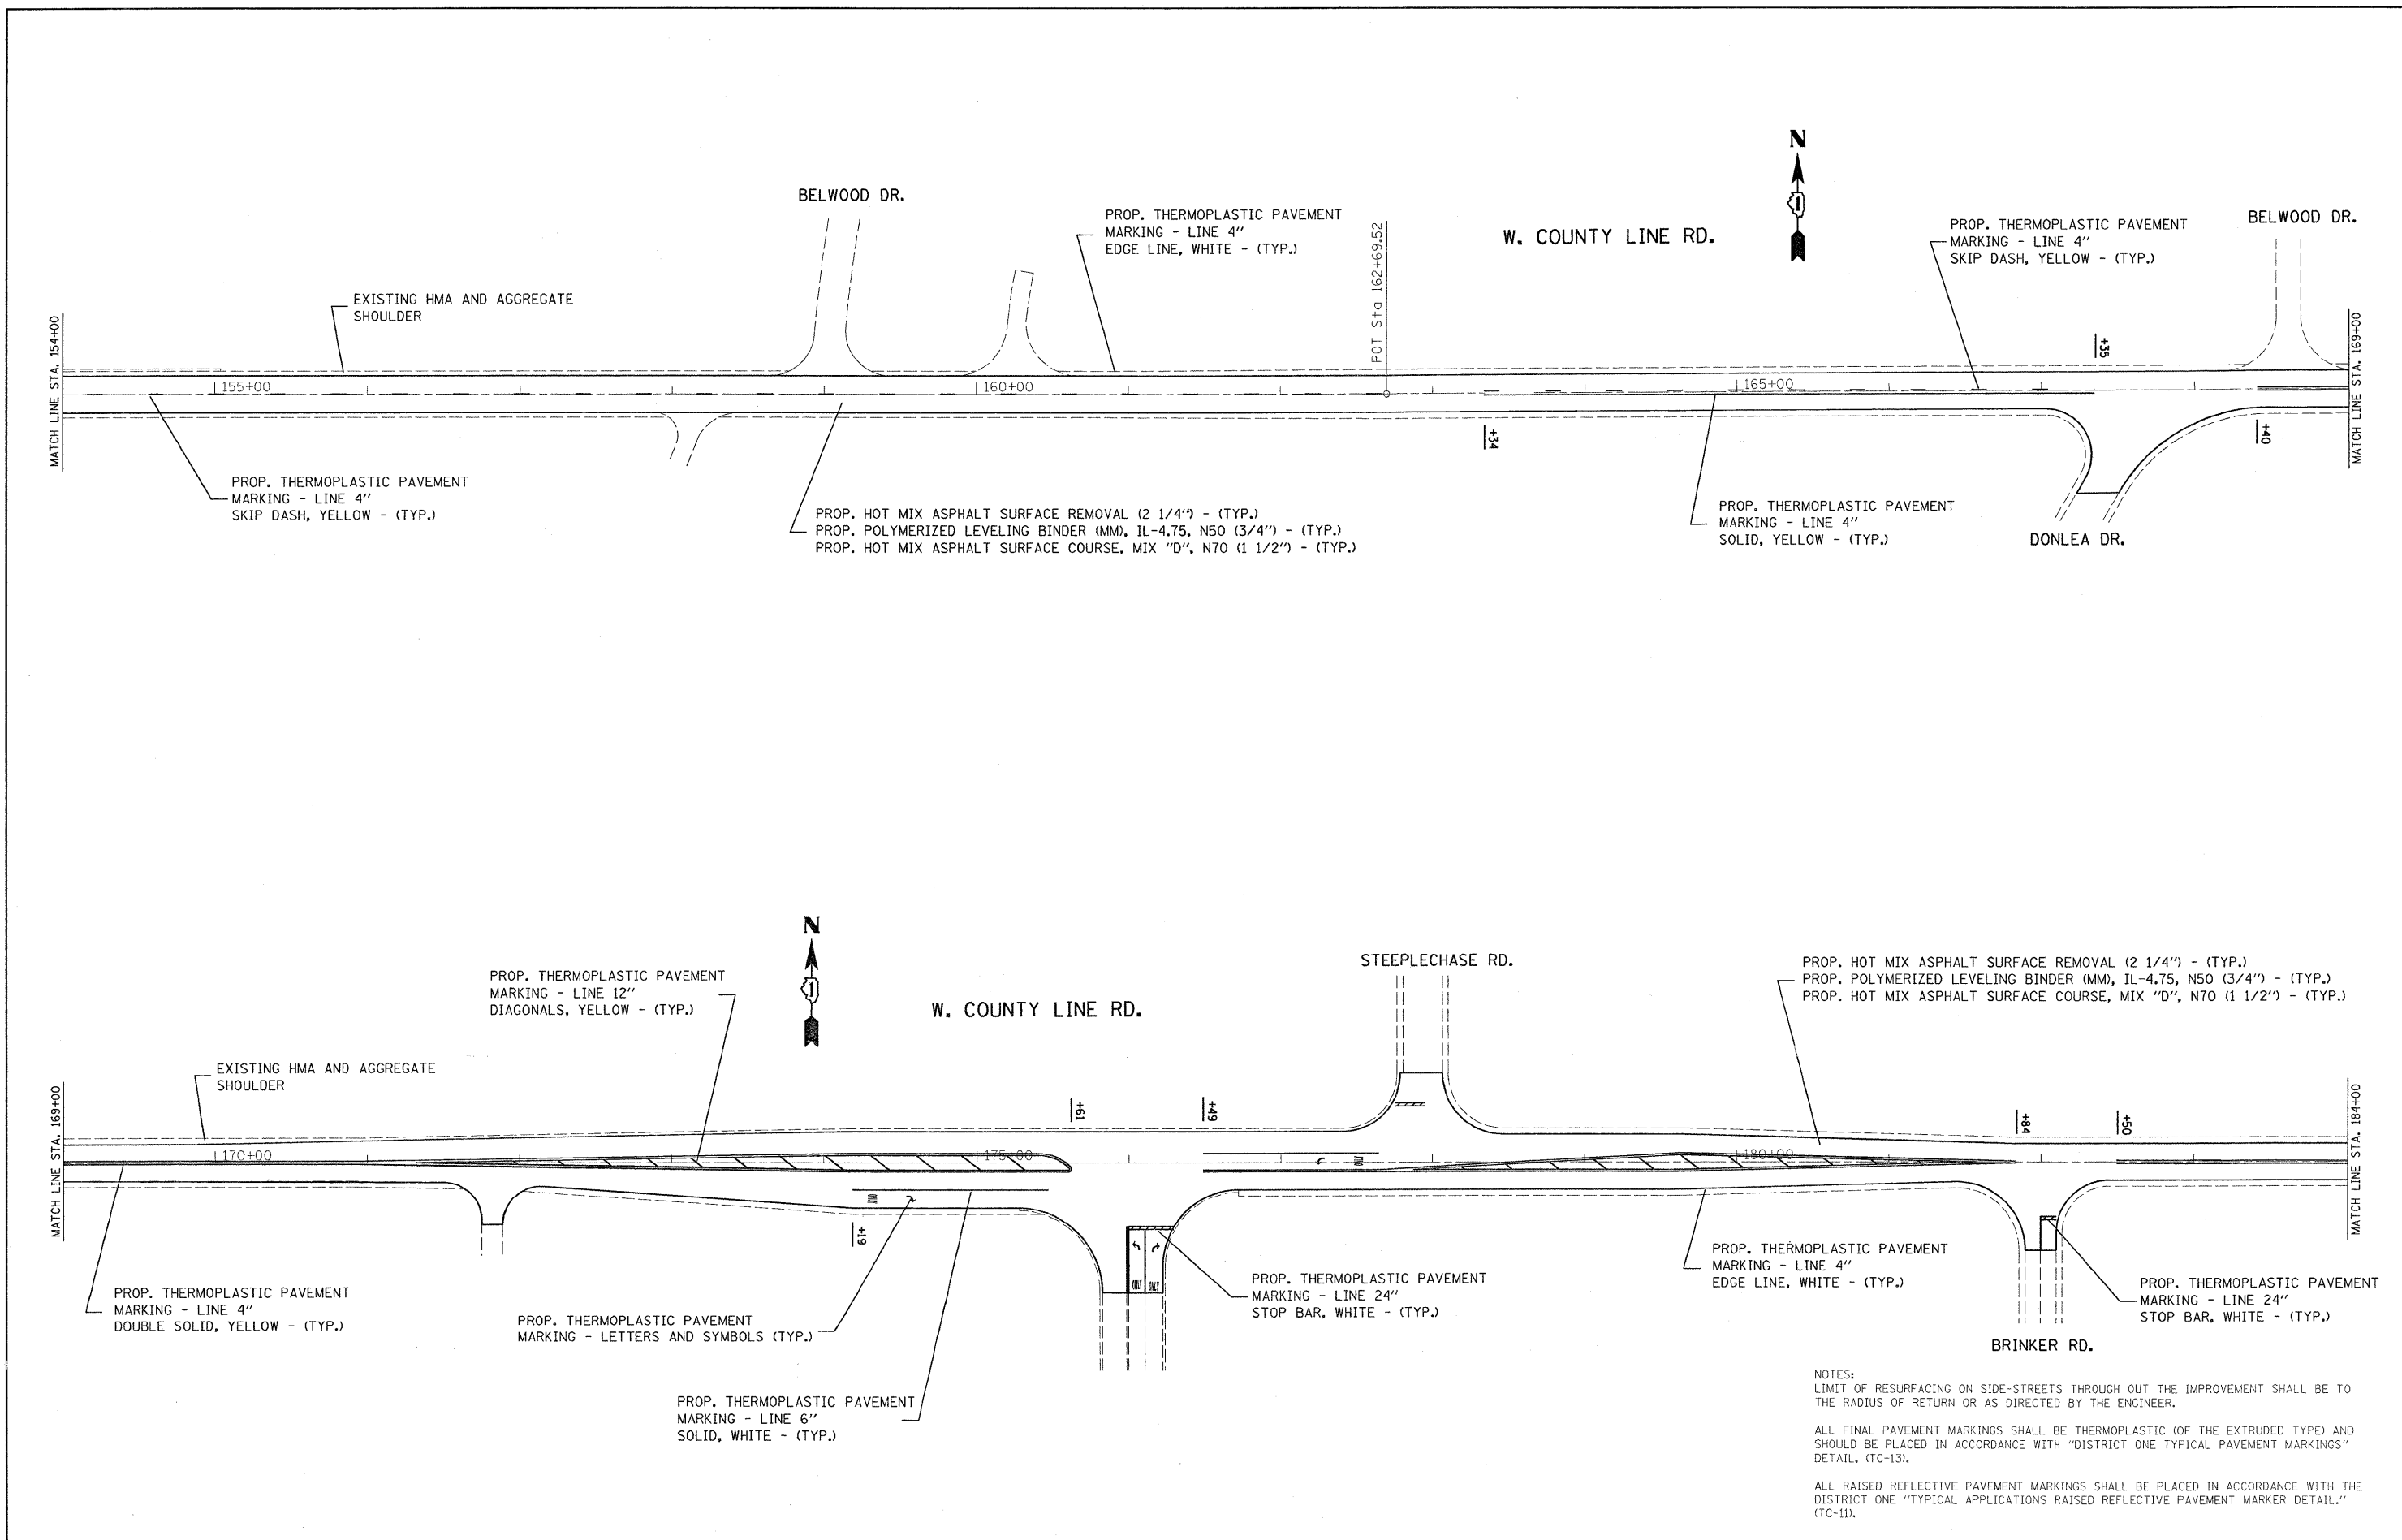 N
1
BELWOOD DR.
PROP. THERMOPLASTIC PAVEMENT
MARKING - LINE 4"
EDGE LINE, WHITE - (TYP.)
POT Sta 162+69.52
W. COUNTY LINE RD.
PROP. THERMOPLASTIC PAVEMENT
MARKING - LINE 4"
SKIP DASH, YELLOW - (TYP.)
BELWOOD DR.
EXISTING HMA AND AGGREGATE
SHOULDER
MATCH LINE STA. 154+00
155+00
160+00
165+00
+35
MATCH LINE STA. 169+00
+34
+40
PROP. THERMOPLASTIC PAVEMENT
MARKING - LINE 4"
SKIP DASH, YELLOW - (TYP.)
PROP. HOT MIX ASPHALT SURFACE REMOVAL (2 1/4") - (TYP.)
PROP. POLYMERIZED LEVELING BINDER (MM), IL-4.75, N50 (3/4") - (TYP.)
PROP. HOT MIX ASPHALT SURFACE COURSE, MIX "D", N70 (1 1/2") - (TYP.)
PROP. THERMOPLASTIC PAVEMENT
MARKING - LINE 4"
SOLID, YELLOW - (TYP.)
DONLEA DR.
N
1
PROP. THERMOPLASTIC PAVEMENT
MARKING - LINE 12"
DIAGONALS, YELLOW - (TYP.)
W. COUNTY LINE RD.
STEEPLECHASE RD.
PROP. HOT MIX ASPHALT SURFACE REMOVAL (2 1/4") - (TYP.)
PROP. POLYMERIZED LEVELING BINDER (MM), IL-4.75, N50 (3/4") - (TYP.)
PROP. HOT MIX ASPHALT SURFACE COURSE, MIX "D", N70 (1 1/2") - (TYP.)
EXISTING HMA AND AGGREGATE
SHOULDER
MATCH LINE STA. 169+00
+61
+49
+84
+50
MATCH LINE STA. 184+00
170+00
175+00
180+00
ONLY
ONLY
+19
ONLY
ONLY
PROP. THERMOPLASTIC PAVEMENT
MARKING - LINE 4"
DOUBLE SOLID, YELLOW - (TYP.)
PROP. THERMOPLASTIC PAVEMENT
MARKING - LETTERS AND SYMBOLS (TYP.)
PROP. THERMOPLASTIC PAVEMENT
MARKING - LINE 6"
SOLID, WHITE - (TYP.)
PROP. THERMOPLASTIC PAVEMENT
MARKING - LINE 24"
STOP BAR, WHITE - (TYP.)
PROP. THERMOPLASTIC PAVEMENT
MARKING - LINE 4"
EDGE LINE, WHITE - (TYP.)
PROP. THERMOPLASTIC PAVEMENT
MARKING - LINE 24"
STOP BAR, WHITE - (TYP.)
BRINKER RD.
NOTES:
LIMIT OF RESURFACING ON SIDE-STREETS THROUGH OUT THE IMPROVEMENT SHALL BE TO
THE RADIUS OF RETURN OR AS DIRECTED BY THE ENGINEER.
ALL FINAL PAVEMENT MARKINGS SHALL BE THERMOPLASTIC (OF THE EXTRUDED TYPE) AND
SHOULD BE PLACED IN ACCORDANCE WITH "DISTRICT ONE TYPICAL PAVEMENT MARKINGS"
DETAIL, (TC-13).
ALL RAISED REFLECTIVE PAVEMENT MARKINGS SHALL BE PLACED IN ACCORDANCE WITH THE
DISTRICT ONE "TYPICAL APPLICATIONS RAISED REFLECTIVE PAVEMENT MARKER DETAIL."
(TC-11).